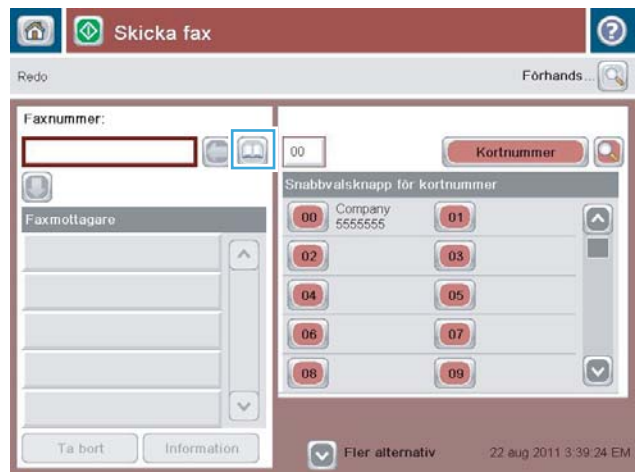 Skicka fax
Redo
Förhands...
Faxnummer:
00
Kortnummer
Snabbvalsknapp för kortnummer
00 Company 5555555 01
02 03
04 05
06 07
08 09
Faxmottagare
Ta bort Information
Fler alternativ
22 aug 2011 3:39:24 EM